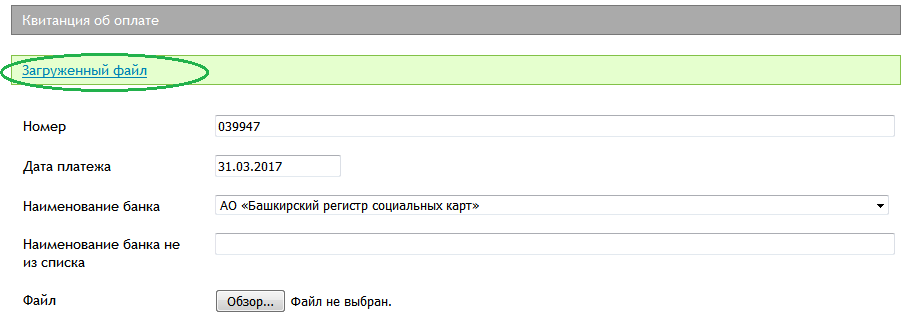 Квитанция об оплате
Загруженный файл
Номер 039947
Дата платежа 31.03.2017
Наименование банка АО «Башкирский регистр социальных карт»
Наименование банка не
из списка
Файл Обзор... Файл не выбран.